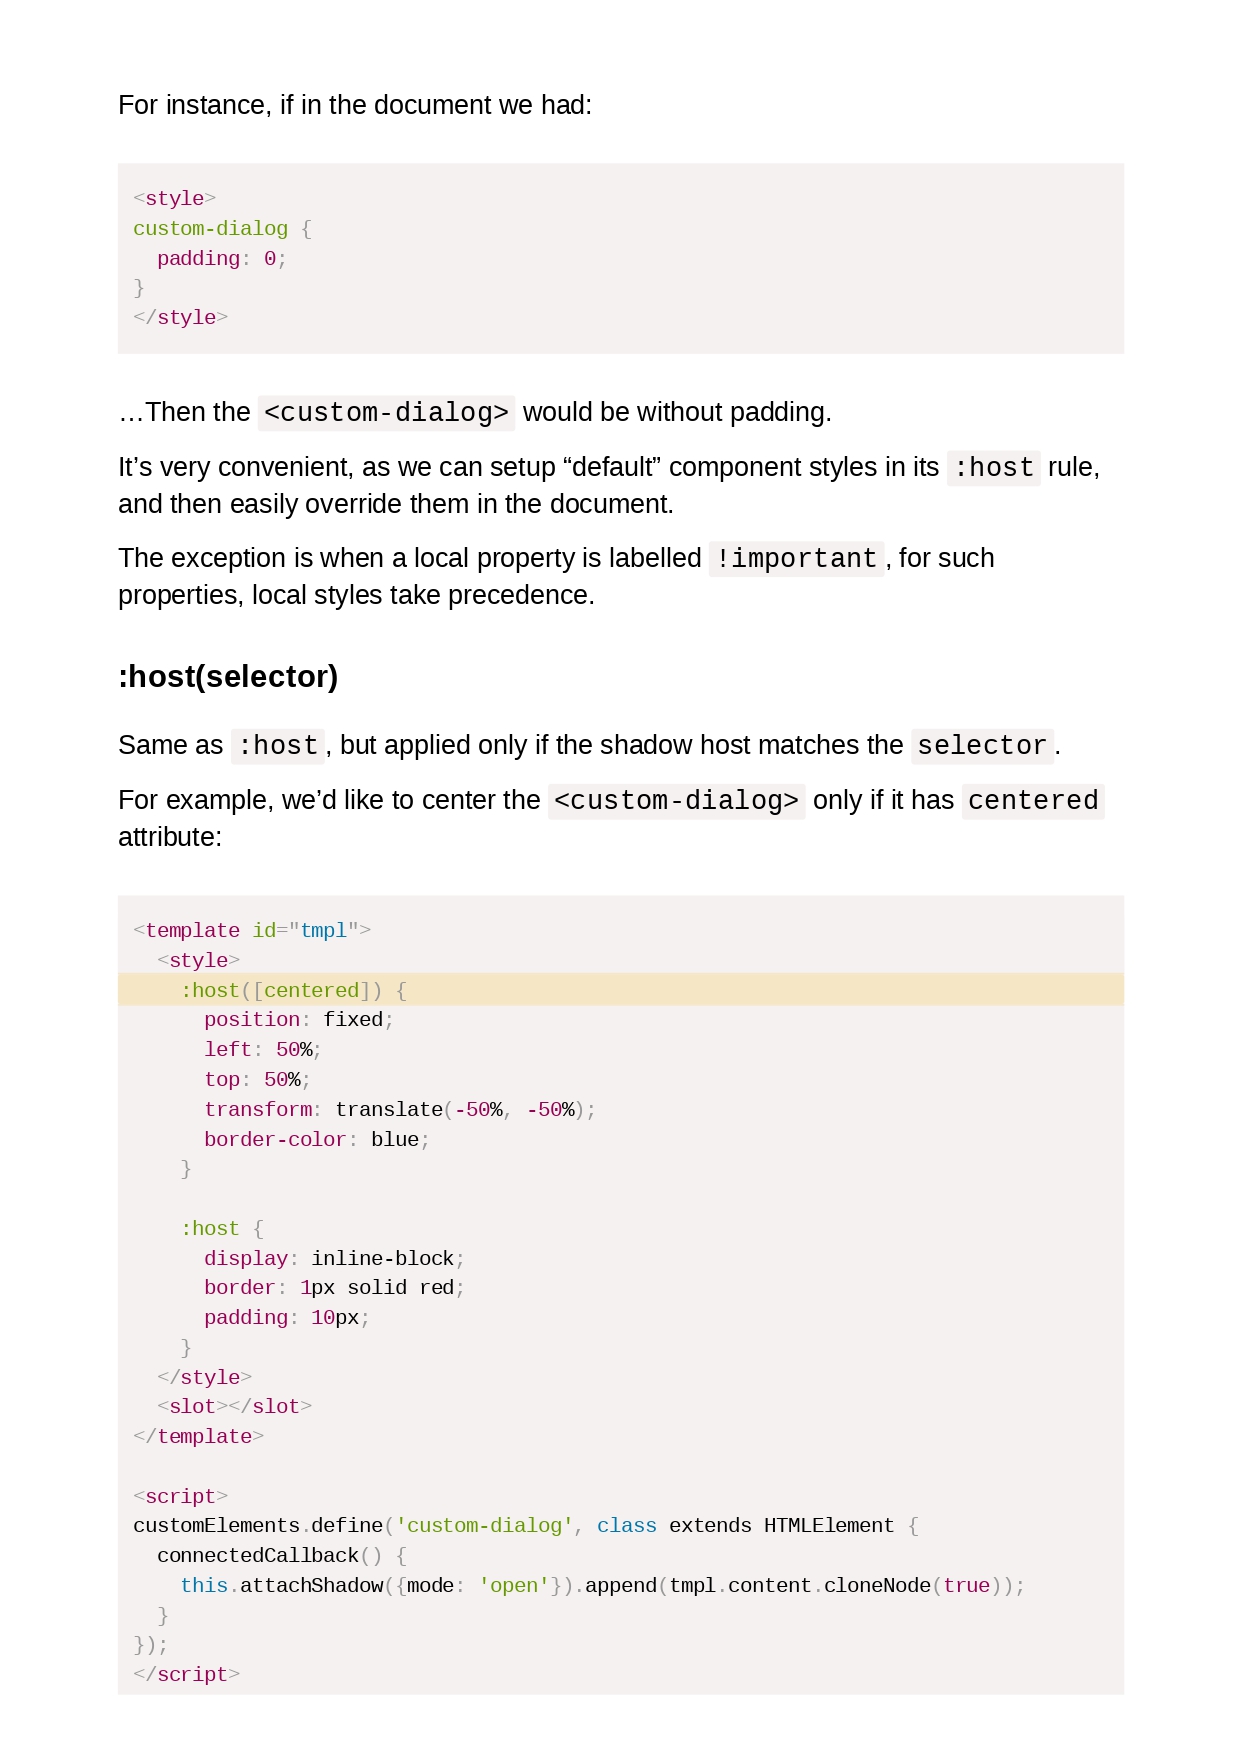 For instance, if in the document we had:
<style>
custom-dialog {
  padding: 0;
}
</style>
…Then the <custom-dialog> would be without padding.
It’s very convenient, as we can setup “default” component styles in its :host rule,
and then easily override them in the document.
The exception is when a local property is labelled !important, for such
properties, local styles take precedence.
:host(selector)
Same as :host, but applied only if the shadow host matches the selector.
For example, we’d like to center the <custom-dialog> only if it has centered
attribute:
<template id="tmpl">
  <style>
    :host([centered]) {
      position: fixed;
      left: 50%;
      top: 50%;
      transform: translate(-50%, -50%);
      border-color: blue;
    }
    :host {
      display: inline-block;
      border: 1px solid red;
      padding: 10px;
    }
  </style>
  <slot></slot>
</template>
<script>
customElements.define('custom-dialog', class extends HTMLElement {
  connectedCallback() {
    this.attachShadow({mode: 'open'}).append(tmpl.content.cloneNode(true));
  }
});
</script>